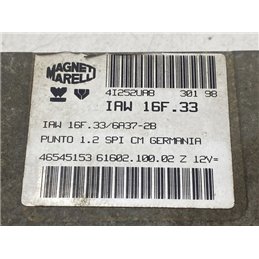 MAGNETI
MARELLI
4I252UA8 301 98
IAW 16F.33
IAW 16F.33/6A37-2B
PUNTO 1.2 SPI CM GERMANIA
46545153 61602.100.02 Z 12V=